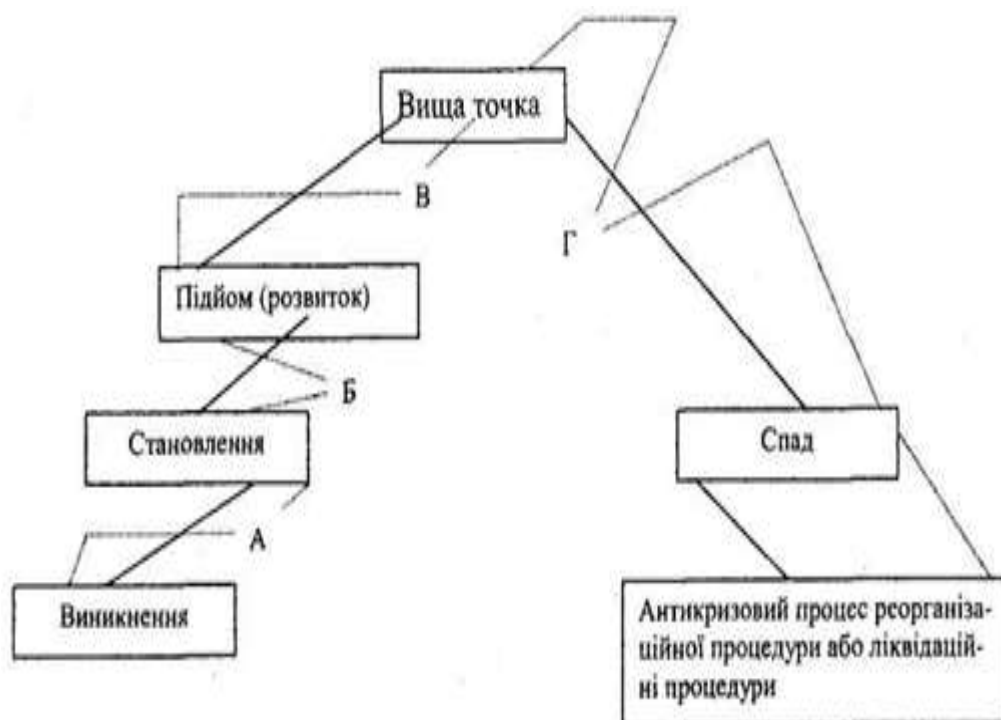 Вища точка
В
Г
Підйом (розвиток)
Б
Становлення
Спад
А
Виникнення
Антикризовий процес реорганіза-
ційної процедури або ліквідацій-
ні процедури